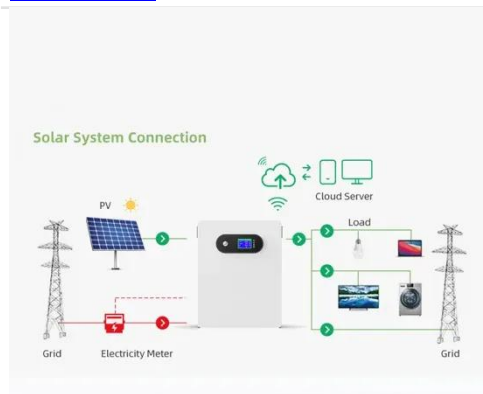 Solar System Connection
Cloud Server
PV
Load
Grid
Electricity Meter
Grid